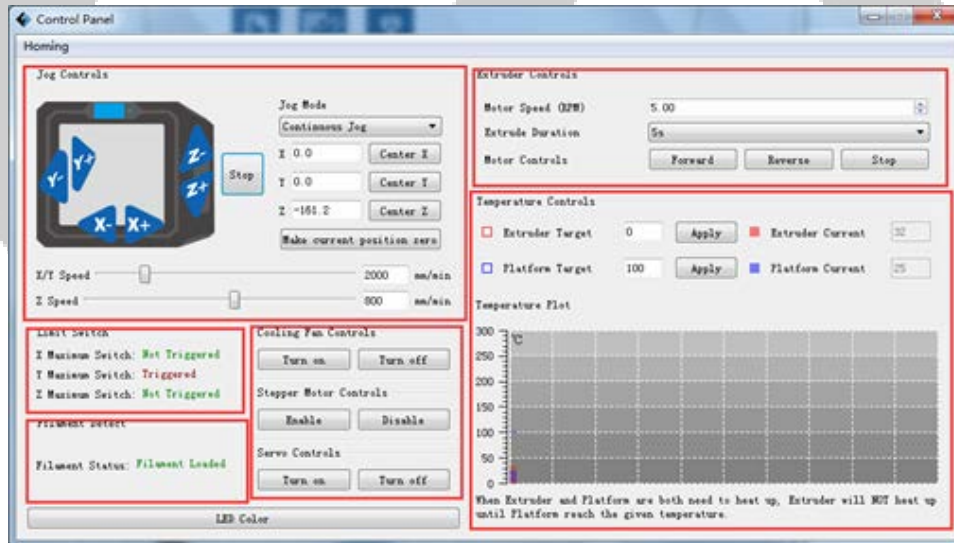 Control Panel
Homing
Jog Controls
Jog Mode
Continuous Jog
X 0.0 Center X
Y 0.0 Center Y
Z -161.2 Center Z
Make current position zero
Y- Y+
Z-
Z+
X- X+
Stop
X/Y Speed 2000 mm/min
Z Speed 800 mm/min
Limit Switch
X Maximum Switch: Not Triggered
Y Maximum Switch: Triggered
Z Maximum Switch: Not Triggered
Filament Detect
Filament Status: Filament Loaded
Cooling Fan Controls
Turn on Turn off
Stepper Motor Controls
Enable Disable
Servo Controls
Turn on Turn off
LED Color
Extruder Controls
Motor Speed (RPM) 5.00
Extrude Duration 5s
Motor Controls Forward Reverse Stop
Temperature Controls
Extruder Target 0 Apply Extruder Current 32
Platform Target 100 Apply Platform Current 25
Temperature Plot
300 °C
250
200
150
100
50
0
When Extruder and Platform are both need to heat up, Extruder will NOT heat up
until Platform reach the given temperature.